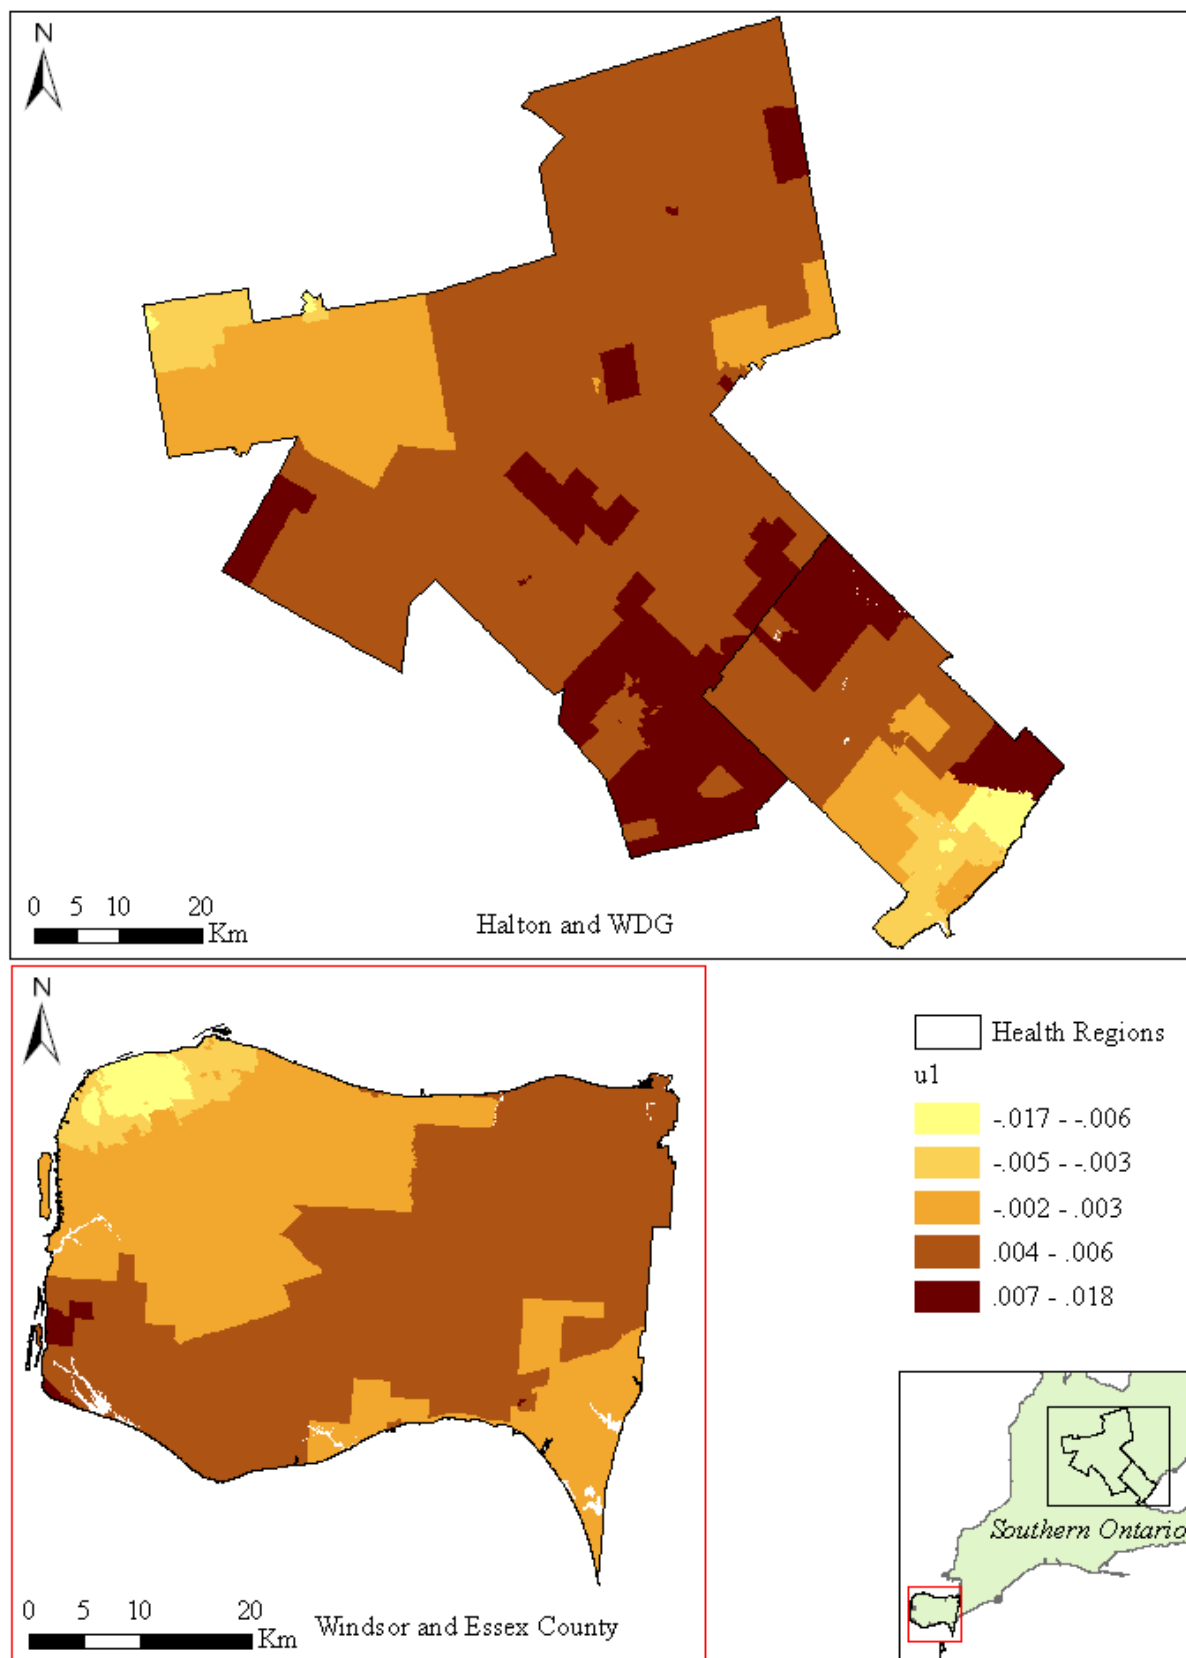 N
0 5 10 20
Km
Halton and WDG
N
0 5 10 20
Km
Windsor and Essex County
Health Regions
u1
-.017 - -.006
-.005 - -.003
-.002 - .003
.004 - .006
.007 - .018
Southern Ontario